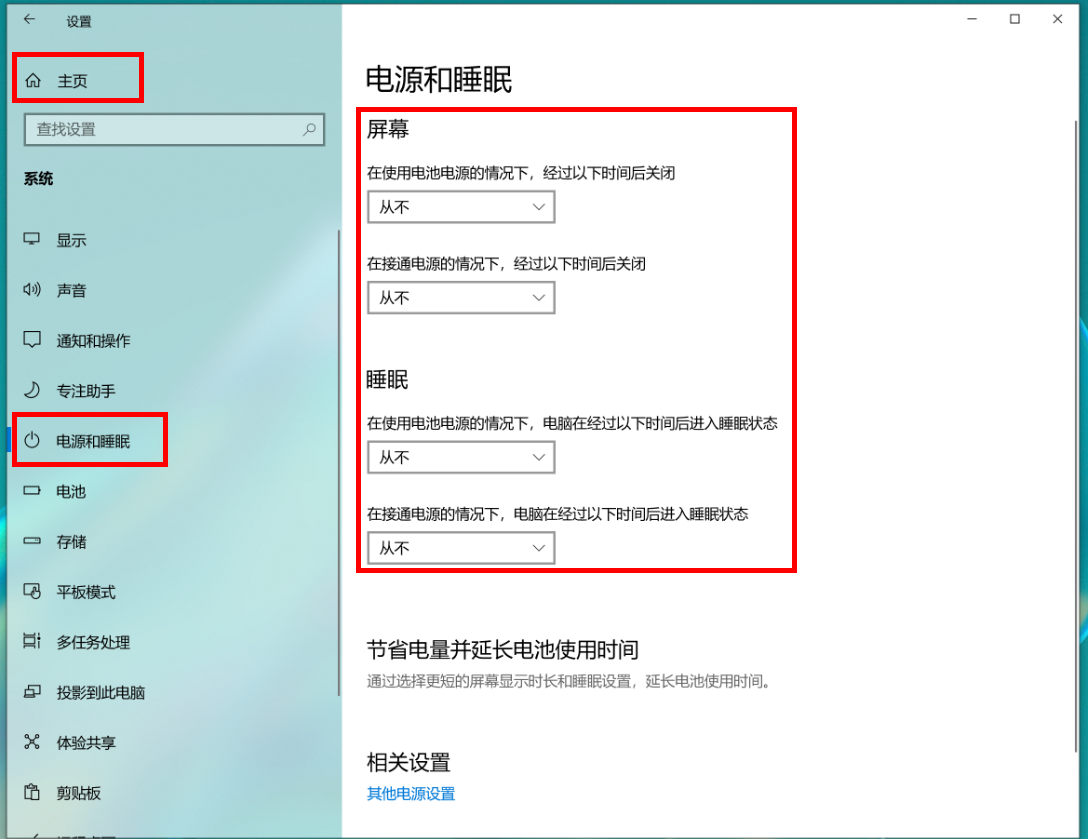 设置
主页
查找设置
系统
显示
声音
通知和操作
专注助手
电源和睡眠
电池
存储
平板模式
多任务处理
投影到此电脑
体验共享
剪贴板
电源和睡眠
屏幕
在使用电池电源的情况下，经过以下时间后关闭
从不
在接通电源的情况下，经过以下时间后关闭
从不
睡眠
在使用电池电源的情况下，电脑在经过以下时间后进入睡眠状态
从不
在接通电源的情况下，电脑在经过以下时间后进入睡眠状态
从不
节省电量并延长电池使用时间
通过选择更短的屏幕显示时长和睡眠设置，延长电池使用时间。
相关设置
其他电源设置